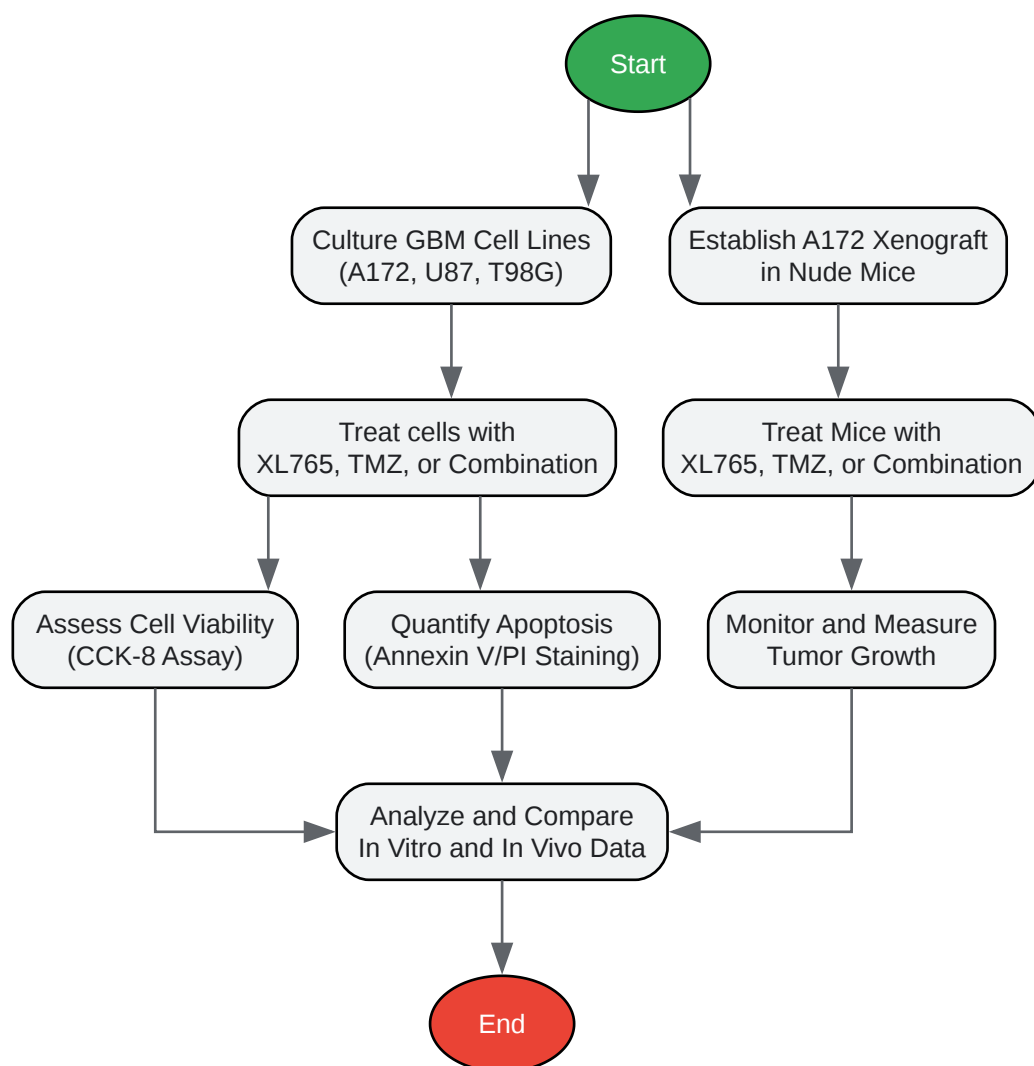 Start
Culture GBM Cell Lines
(A172, U87, T98G)
Establish A172 Xenograft
in Nude Mice
Treat cells with
XL765, TMZ, or Combination
Treat Mice with
XL765, TMZ, or Combination
Assess Cell Viability
(CCK-8 Assay)
Quantify Apoptosis
(Annexin V/PI Staining)
Monitor and Measure
Tumor Growth
Analyze and Compare
In Vitro and In Vivo Data
End